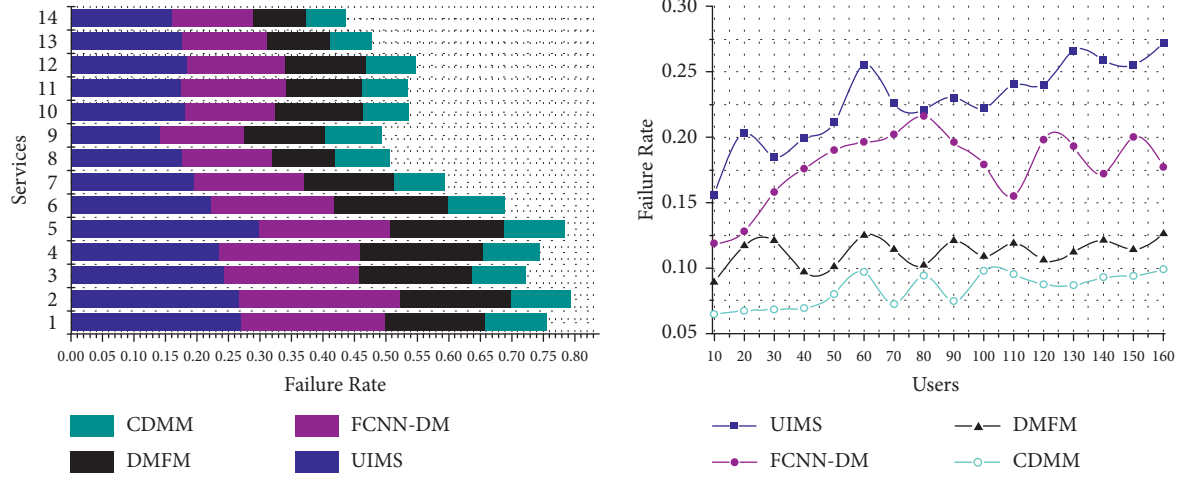 14
13
12
11
10
9
8
7
6
5
4
3
2
1
Services
0.00 0.05 0.10 0.15 0.20 0.25 0.30 0.35 0.40 0.45 0.50 0.55 0.60 0.65 0.70 0.75 0.80
Failure Rate
CDMM FCNN-DM
DMFM UIMS
0.30
0.25
0.20
0.15
0.10
0.05
Failure Rate
10 20 30 40 50 60 70 80 90 100 110 120 130 140 150 160
Users
UIMS DMFM
FCNN-DM CDMM